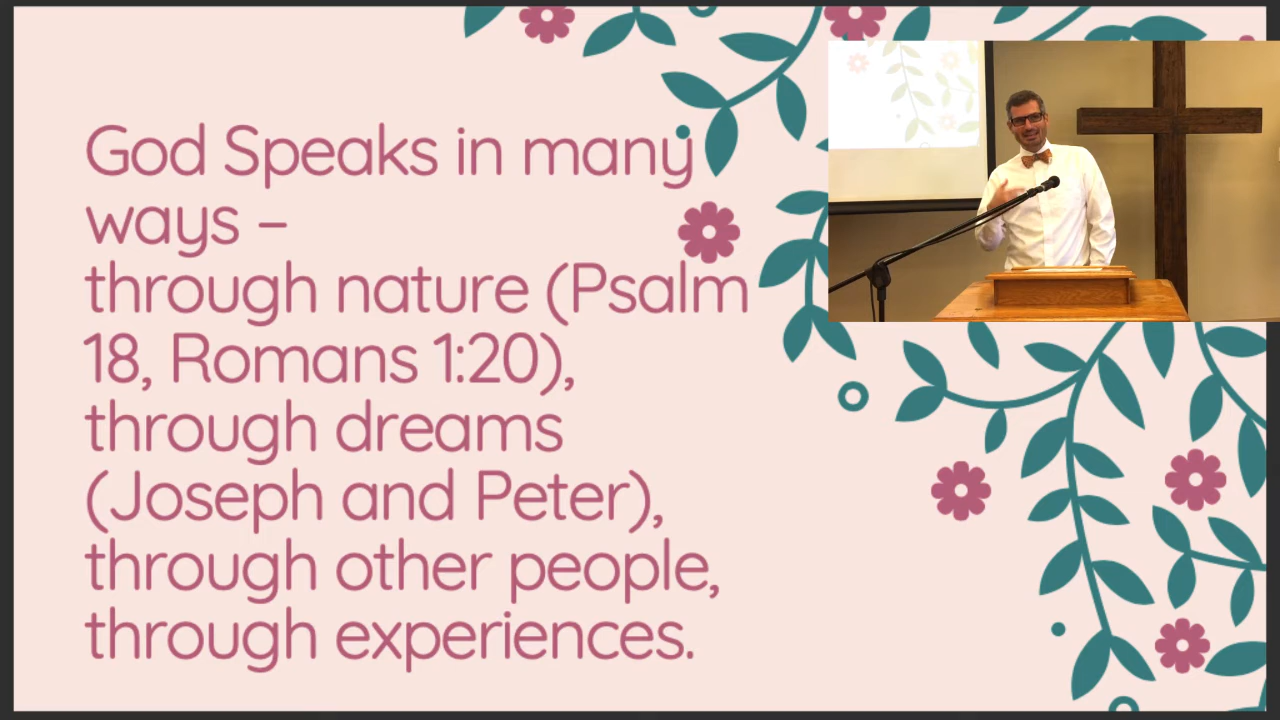 God Speaks in many
ways –
through nature (Psalm
18, Romans 1:20),
through dreams
(Joseph and Peter),
through other people,
through experiences.